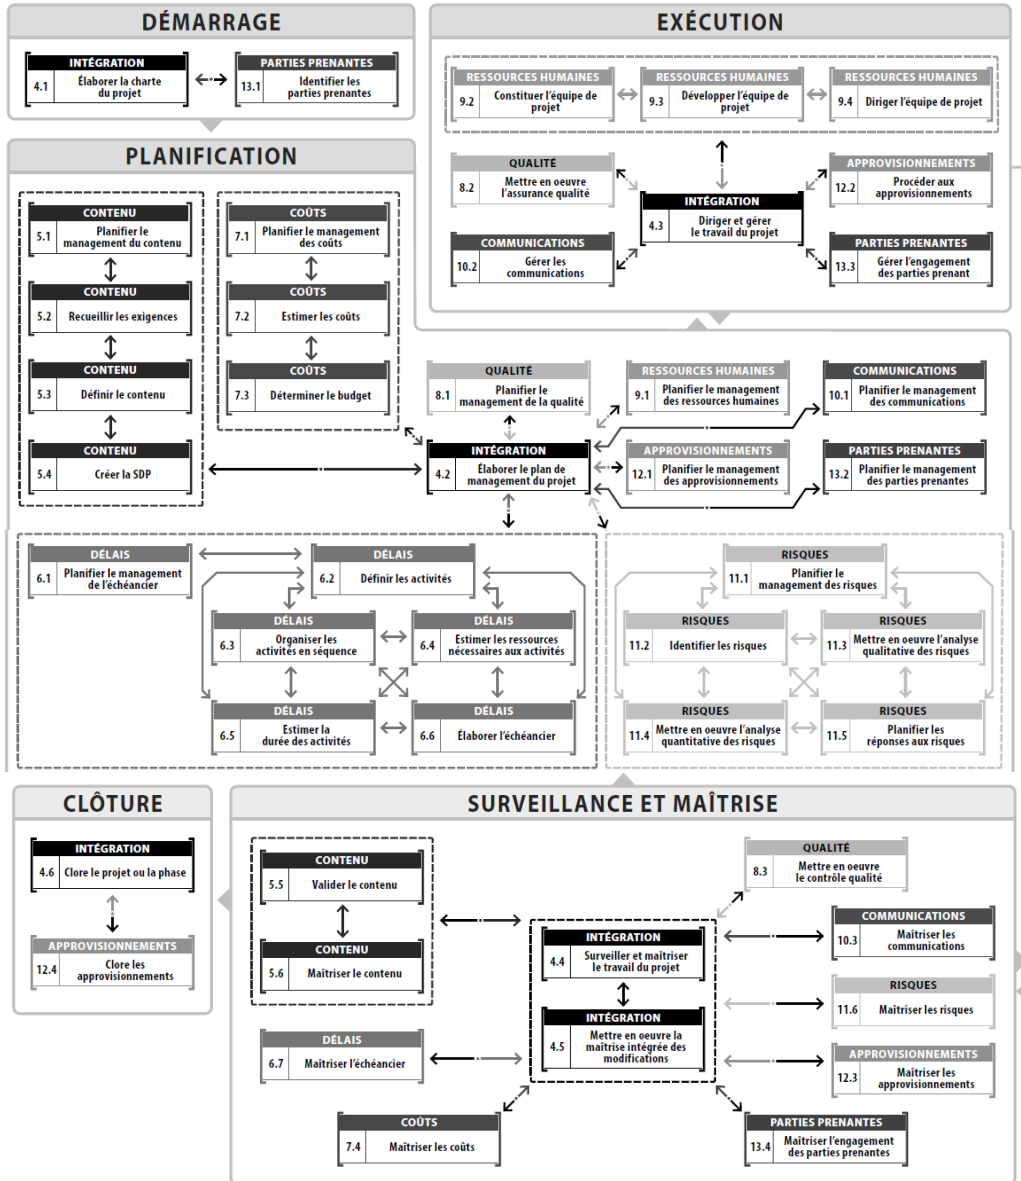 DÉMARRAGE
INTÉGRATION
4.1
Élaborer la charte
du projet
PARTIES PRENANTES
13.1
Identifier les
parties prenantes
EXÉCUTION
RESSOURCES HUMAINES
9.2
Constituer l’équipe de
projet
RESSOURCES HUMAINES
9.3
Développer l’équipe de
projet
RESSOURCES HUMAINES
9.4
Diriger l’équipe de projet
QUALITÉ
8.2
Mettre en oeuvre
l’assurance qualité
APPROVISIONNEMENTS
12.2
Procéder aux
approvisionnements
INTÉGRATION
4.3
Diriger et gérer
le travail du projet
COMMUNICATIONS
10.2
Gérer les
communications
PARTIES PRENANTES
13.3
Gérer l’engagement
des parties prenant
PLANIFICATION
CONTENU
5.1
Planifier le
management du contenu
CONTENU
5.2
Recueillir les exigences
CONTENU
5.3
Définir le contenu
CONTENU
5.4
Créer la SDP
COÛTS
7.1
Planifier le management
des coûts
COÛTS
7.2
Estimer les coûts
COÛTS
7.3
Déterminer le budget
QUALITÉ
8.1
Planifier le
management de la qualité
RESSOURCES HUMAINES
9.1
Planifier le management
des ressources humaines
COMMUNICATIONS
10.1
Planifier le management
des communications
INTÉGRATION
4.2
Élaborer le plan de
management du projet
APPROVISIONNEMENTS
12.1
Planifier le management
des approvisionnements
PARTIES PRENANTES
13.2
Planifier le management
des parties prenantes
DÉLAIS
6.1
Planifier le management
de l’échéancier
DÉLAIS
6.2
Définir les activités
DÉLAIS
6.3
Organiser les
activités en séquence
DÉLAIS
6.4
Estimer les ressources
nécessaires aux activités
DÉLAIS
6.5
Estimer la
durée des activités
DÉLAIS
6.6
Élaborer l’échéancier
RISQUES
11.1
Planifier le
management des risques
RISQUES
11.2
Identifier les risques
RISQUES
11.3
Mettre en oeuvre l’analyse
qualitative des risques
RISQUES
11.4
Mettre en oeuvre l’analyse
quantitative des risques
RISQUES
11.5
Planifier les
réponses aux risques
CLÔTURE
INTÉGRATION
4.6
Clore le projet ou la phase
APPROVISIONNEMENTS
12.4
Clore les
approvisionnements
SURVEILLANCE ET MAÎTRISE
CONTENU
5.5
Valider le contenu
CONTENU
5.6
Maîtriser le contenu
DÉLAIS
6.7
Maîtriser l’échéancier
COÛTS
7.4
Maîtriser les coûts
INTÉGRATION
4.4
Surveiller et maîtriser
le travail du projet
INTÉGRATION
4.5
Mettre en oeuvre la
maîtrise intégrée des
modifications
QUALITÉ
8.3
Mettre en oeuvre
le contrôle qualité
COMMUNICATIONS
10.3
Maîtriser les
communications
RISQUES
11.6
Maîtriser les risques
APPROVISIONNEMENTS
12.3
Maîtriser les
approvisionnements
PARTIES PRENANTES
13.4
Maîtriser l’engagement
des parties prenantes